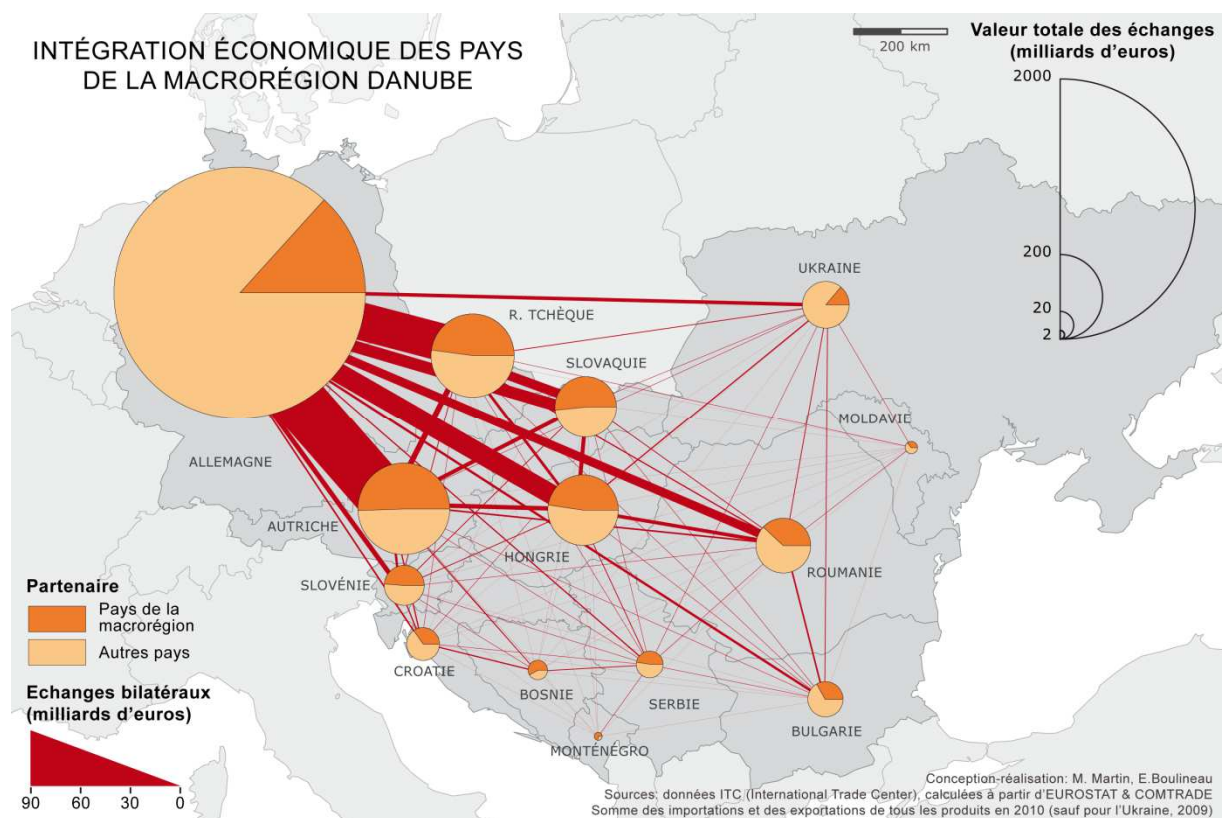 INTÉGRATION ÉCONOMIQUE DES PAYS
DE LA MACRORÉGION DANUBE
200 km
Valeur totale des échanges
(milliards d'euros)
2000
200
20
2
UKRAINE
R. TCHÈQUE
SLOVAQUIE
MOLDAVIE
ALLEMAGNE
AUTRICHE
HONGRIE
ROUMANIE
SLOVÉNIE
CROATIE
BOSNIE
SERBIE
BULGARIE
MONTÉNÉGRO
Partenaire
Pays de la
macrorégion
Autres pays
Echanges bilatéraux
(milliards d'euros)
90 60 30 0
Conception-réalisation: M. Martin, E.Boulineau
Sources: données ITC (International Trade Center), calculées à partir d'EUROSTAT & COMTRADE
Somme des importations et des exportations de tous les produits en 2010 (sauf pour l'Ukraine, 2009)